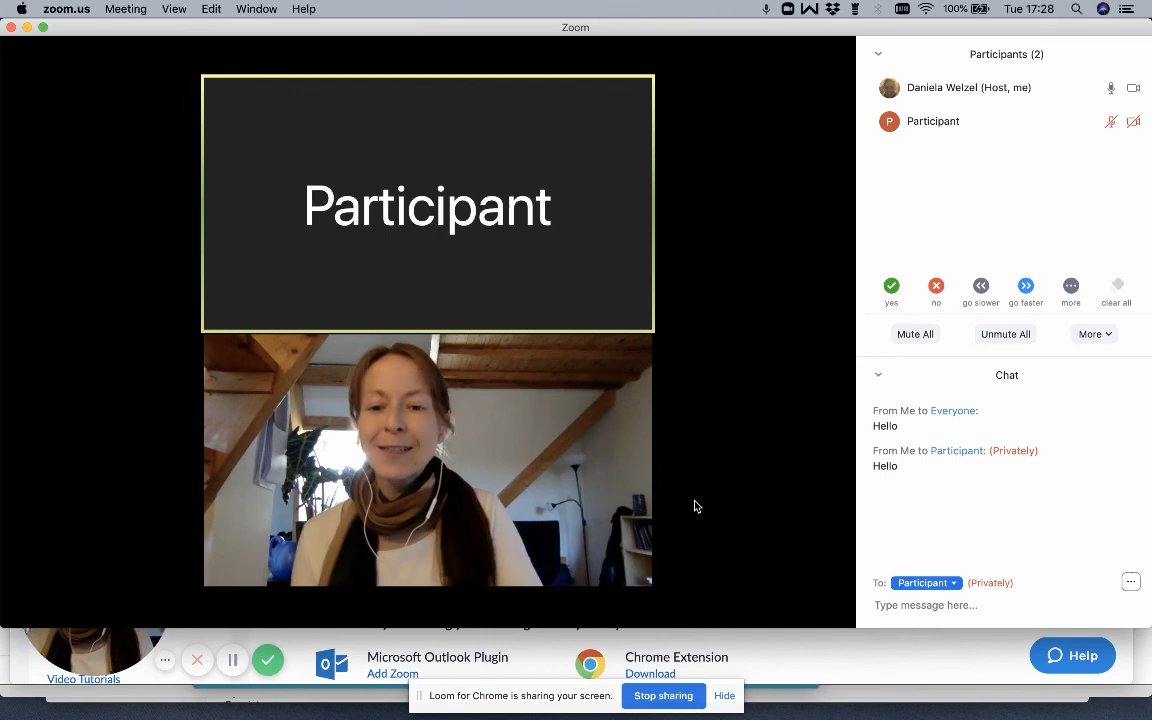 zoom.us Meeting View Edit Window Help
100% Tue 17:28
Zoom
Participants (2)
Daniela Welzel (Host, me)
P Participant
Participant
yes no go slower go faster more clear all
Mute All Unmute All More
Chat
From Me to Everyone:
Hello
From Me to Participant: (Privately)
Hello
To: Participant (Privately)
Type message here...
Microsoft Outlook Plugin
Add Zoom
Chrome Extension
Download
Help
Video Tutorials
Loom for Chrome is sharing your screen. Stop sharing Hide